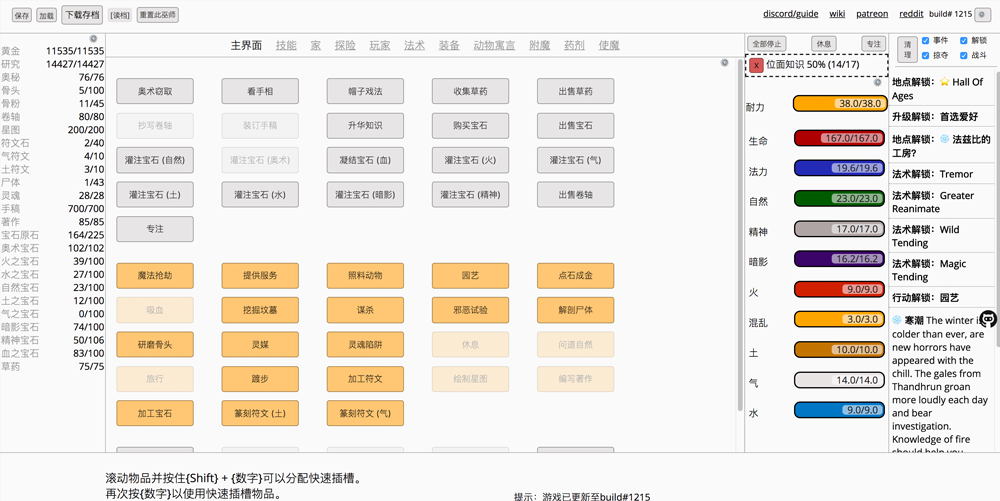 保存 加载 下载存档 [读档] 重置此巫师
discord/guide wiki patreon reddit build# 1215
黄金 11535/11535
研究 14427/14427
奥秘 76/76
骨头 5/100
骨粉 11/45
卷轴 80/80
星图 200/200
符文石 2/40
气符文 4/10
土符文 3/10
尸体 1/43
灵魂 28/28
手稿 700/700
著作 85/85
宝石原石 164/225
奥术宝石 102/102
火之宝石 39/100
水之宝石 27/100
自然宝石 23/100
土之宝石 12/100
气之宝石 0/100
暗影宝石 74/100
精神宝石 50/106
血之宝石 83/100
草药 75/75
主界面 技能 家 探险 玩家 法术 装备 动物寓言 附魔 药剂 使魔
奥术窃取 看手相 帽子戏法 收集草药 出售草药
抄写卷轴 装订手稿 升华知识 购买宝石 出售宝石
灌注宝石 (自然) 灌注宝石 (奥术) 凝结宝石 (血) 灌注宝石 (火) 灌注宝石 (气)
灌注宝石 (土) 灌注宝石 (水) 灌注宝石 (暗影) 灌注宝石 (精神) 出售卷轴
专注
魔法抢劫 提供服务 照料动物 园艺 点石成金
吸血 挖掘坟墓 谋杀 邪恶试验 解剖尸体
研磨骨头 灵媒 灵魂陷阱 休息 问道自然
旅行 踱步 加工符文 绘制星图 编写著作
加工宝石 篆刻符文 (土) 篆刻符文 (气)
全部停止 休息 专注
X 位面知识 50% (14/17)
耐力 38.0/38.0
生命 167.0/167.0
法力 19.6/19.6
自然 23.0/23.0
精神 17.0/17.0
暗影 16.2/16.2
火 9.0/9.0
混乱 3.0/3.0
土 10.0/10.0
气 14.0/14.0
水 9.0/9.0
清理 事件 解锁
掠夺 战斗
地点解锁: ⭐ Hall Of
Ages
升级解锁: 首选爱好
地点解锁: ❄ 法兹比的
工房?
法术解锁: Tremor
法术解锁: Greater
Reanimate
法术解锁: Wild
Tending
法术解锁: Magic
Tending
行动解锁: 园艺
❄ 寒潮 The winter is
colder than ever, are
new horrors have
appeared with the
chill. The gales from
Thandhrun groan
more loudly each day
and bear
investigation.
Knowledge of fire
should help you
滚动物品并按住{Shift} + {数字}可以分配快速插槽。
再次按{数字}以使用快速插槽物品。
提示: 游戏已更新至build#1215